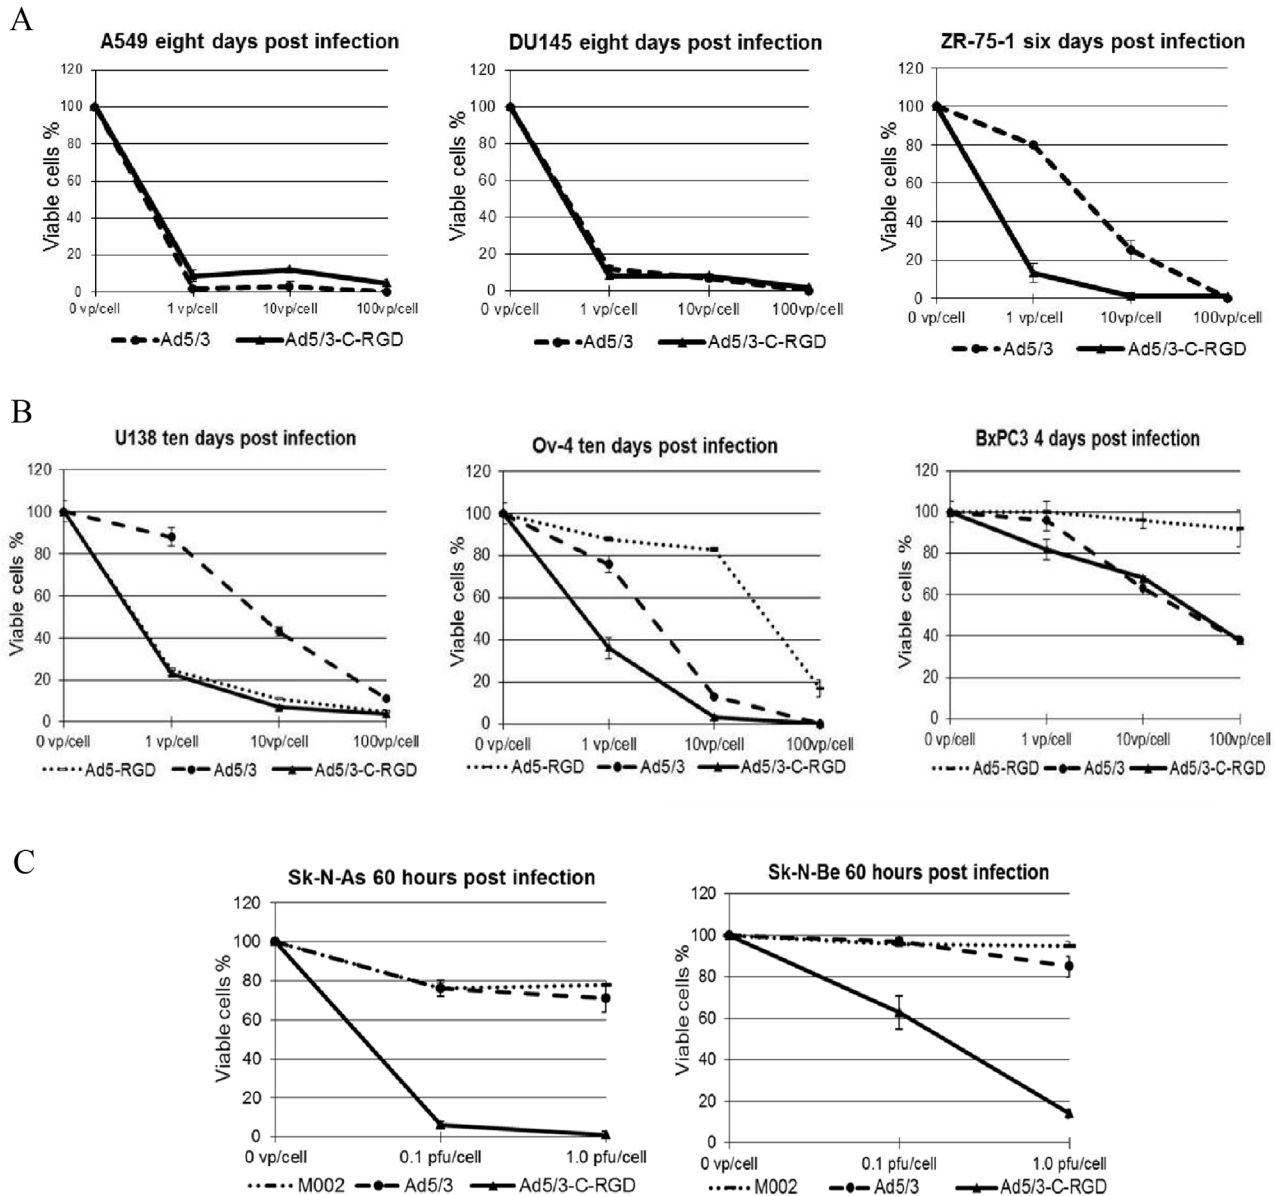 A
A549 eight days post infection
Viable cells %
120
100
80
60
40
20
0
0 vp/cell 1 vp/cell 10vp/cell 100vp/cell
Ad5/3 Ad5/3-C-RGD
DU145 eight days post infection
Viable cells %
120
100
80
60
40
20
0
0 vp/cell 1 vp/cell 10vp/cell 100vp/cell
Ad5/3 Ad5/3-C-RGD
ZR-75-1 six days post infection
Viable cells %
120
100
80
60
40
20
0
0 vp/cell 1 vp/cell 10vp/cell 100vp/cell
Ad5/3 Ad5/3-C-RGD
B
U138 ten days post infection
Viable cells %
120
100
80
60
40
20
0
0 vp/cell 1 vp/cell 10vp/cell 100vp/cell
Ad5-RGD Ad5/3 Ad5/3-C-RGD
Ov-4 ten days post infection
Viable cells %
120
100
80
60
40
20
0
0 vp/cell 1 vp/cell 10vp/cell 100vp/cell
Ad5-RGD Ad5/3 Ad5/3-C-RGD
BxPC3 4 days post infection
Viable cells %
120
100
80
60
40
20
0
0 vp/cell 1 vp/cell 10vp/cell 100vp/cell
Ad5-RGD Ad5/3 Ad5/3-C-RGD
C
Sk-N-As 60 hours post infection
Viable cells %
120
100
80
60
40
20
0
0 vp/cell 0.1 pfu/cell 1.0 pfu/cell
M002 Ad5/3 Ad5/3-C-RGD
Sk-N-Be 60 hours post infection
Viable cells %
120
100
80
60
40
20
0
0 vp/cell 0.1 pfu/cell 1.0 pfu/cell
M002 Ad5/3 Ad5/3-C-RGD